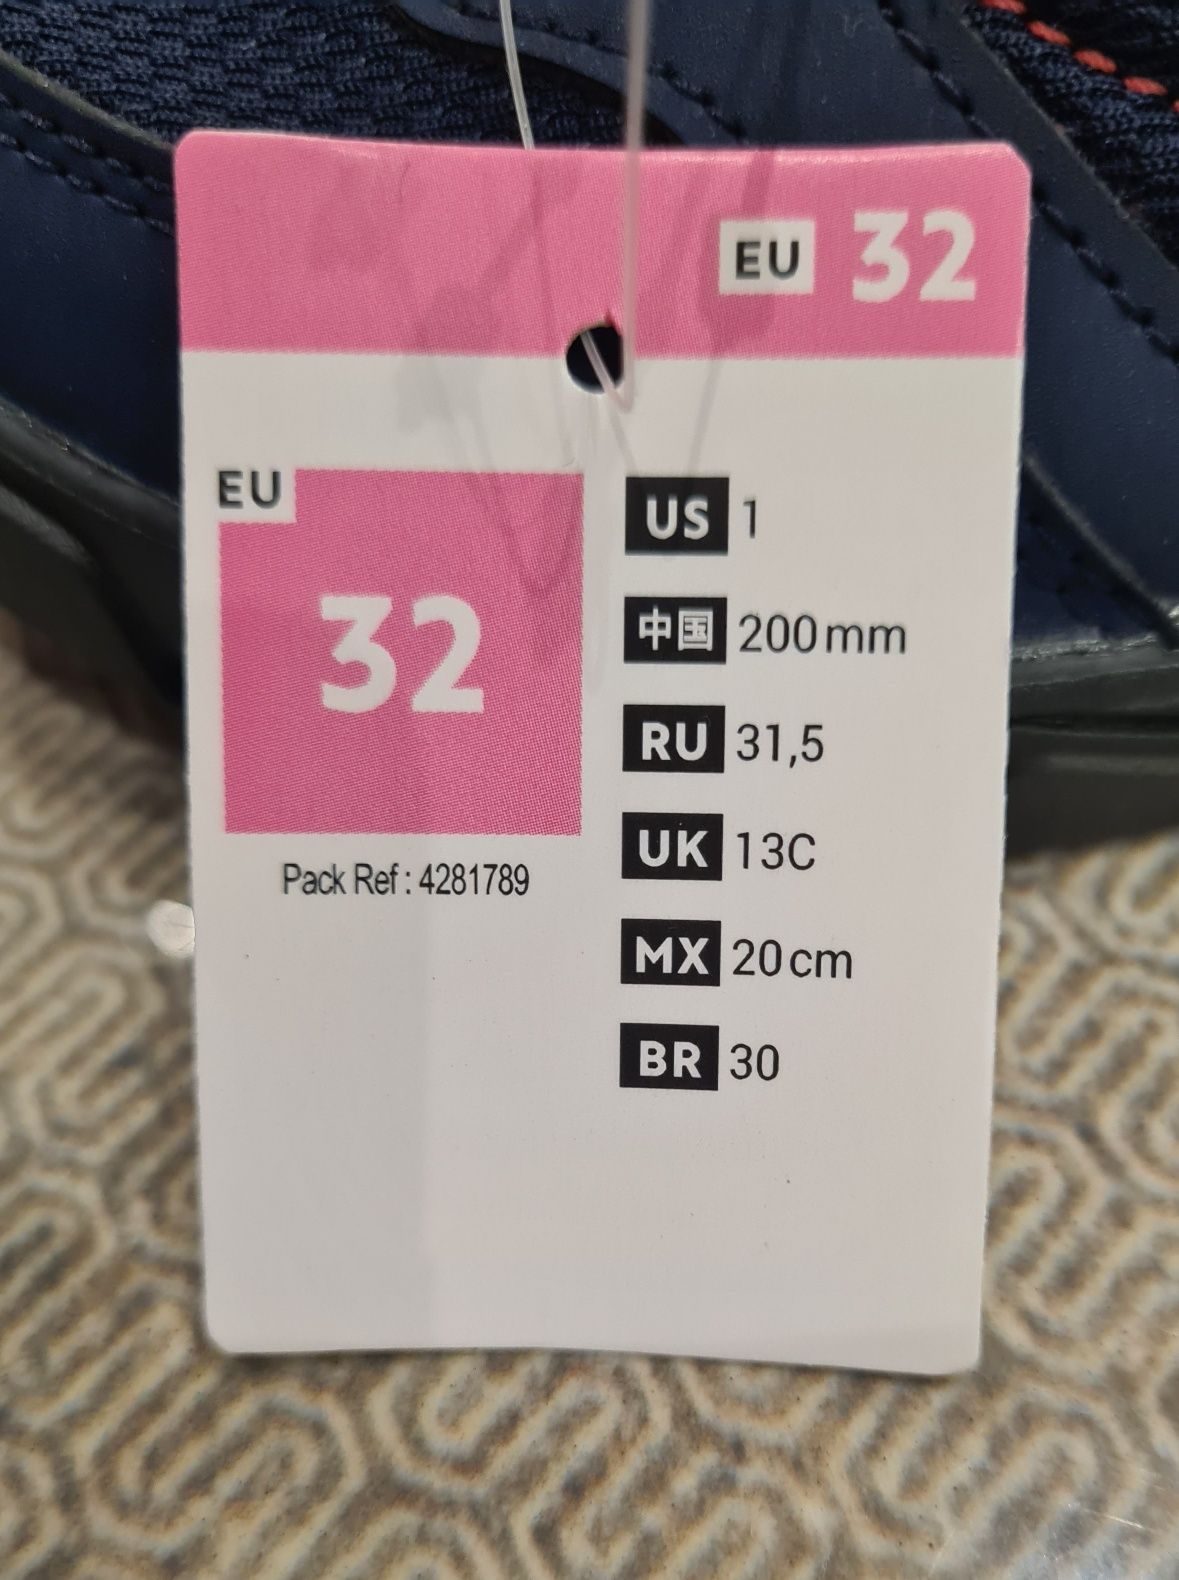 EU 32
EU
32
Pack Ref : 4281789
US 1
中国 200mm
RU 31,5
UK 13C
MX 20cm
BR 30